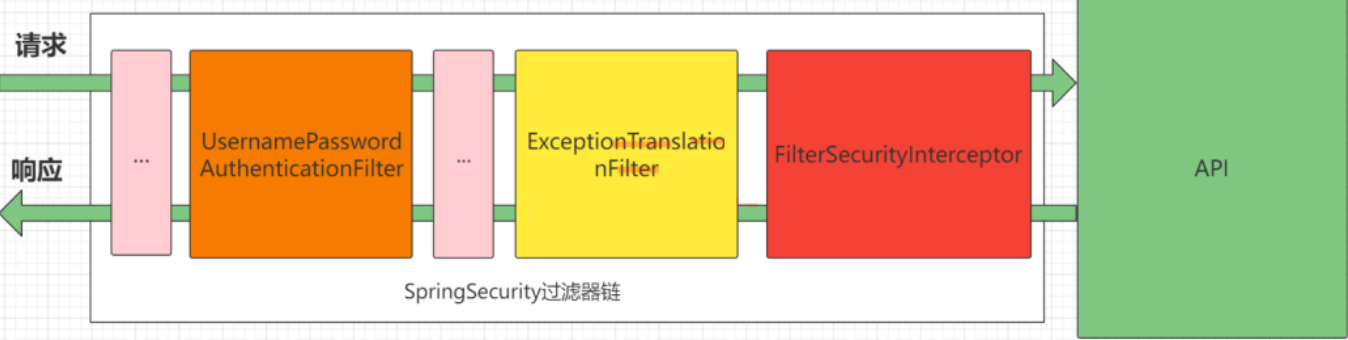 请求
响应
...
UsernamePassword
AuthenticationFilter
...
ExceptionTranslatio
nFilter
FilterSecurityInterceptor
API
SpringSecurity过滤器链